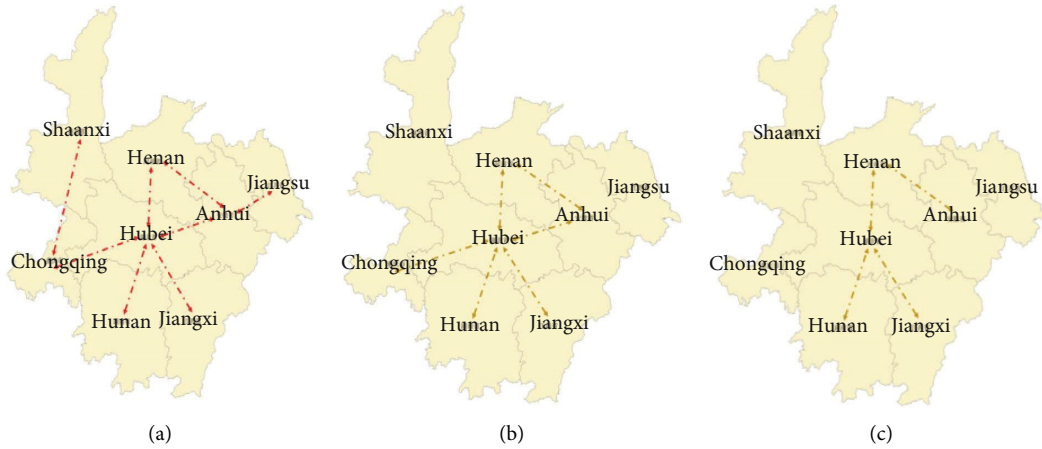 Shaanxi
Henan
Jiangsu
Anhui
Hubei
Chongqing
Hunan
Jiangxi
(a)
Shaanxi
Henan
Jiangsu
Anhui
Hubei
Chongqing
Hunan
Jiangxi
(b)
Shaanxi
Henan
Jiangsu
Anhui
Hubei
Chongqing
Hunan
Jiangxi
(c)